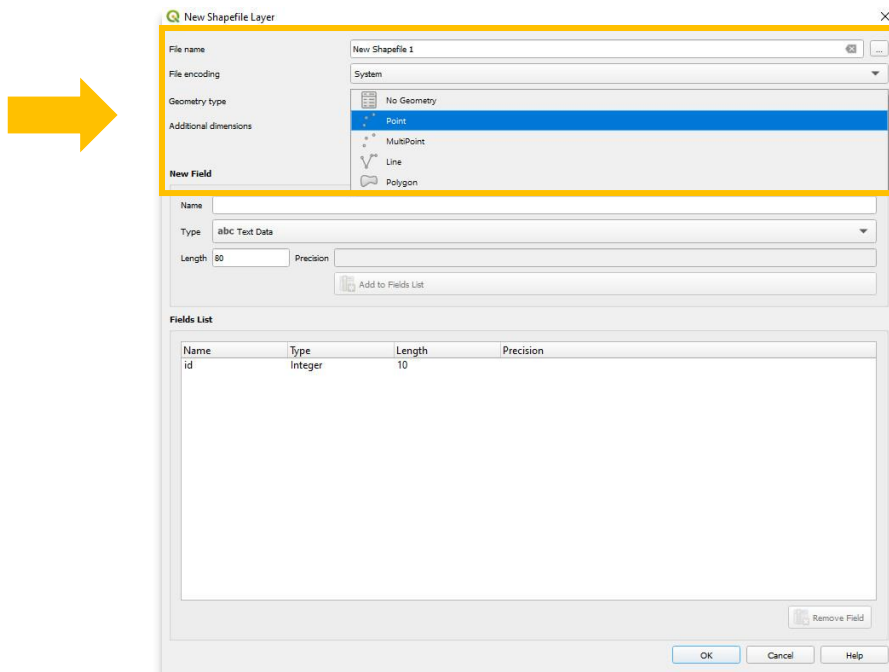 New Shapefile Layer
File name New Shapefile 1 ...
File encoding System
Geometry type No Geometry
Point
Additional dimensions
MultiPoint
Line
New Field
Polygon
Name
Type abc Text Data
Length 80 Precision
Add to Fields List
Fields List
Name Type Length Precision
id Integer 10
Remove Field
OK Cancel Help